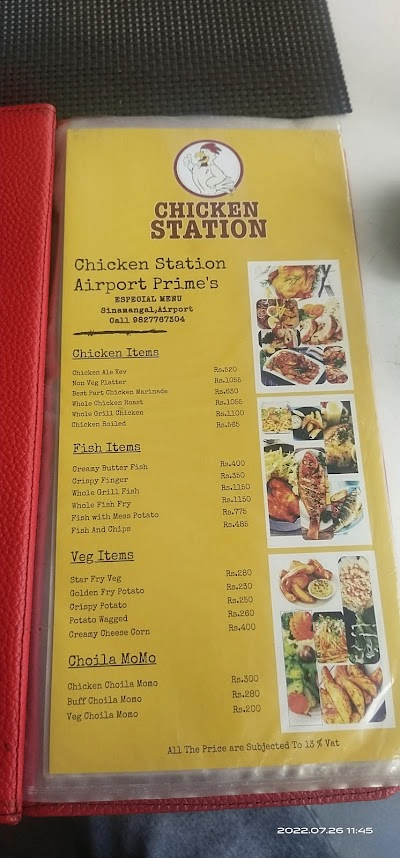 CHICKEN
STATION
Chicken Station
Airport Prime's
ESPECIAL MENU
Sinamangal,Airport
Call 9827767304
Chicken Items
Chicken Ala Kev Rs.520
Non Veg Platter Rs.1055
Best Part Chicken Marinade Rs.630
Whole Chicken Roast Rs.1055
Whole Grill Chicken Rs.1100
Chicken Roiled Rs.565
Fish Items
Creamy Butter Fish Rs.400
Crispy Finger Rs.350
Whole Grill Fish Rs.1150
Whole Fish Fry Rs.1150
Fish with Mess Potato Rs.775
Fish And Chips Rs.485
Veg Items
Star Fry Veg Rs.280
Golden Fry Potato Rs.230
Crispy Potato Rs.250
Potato Wagged Rs.260
Creamy Cheese Corn Rs.400
Choila MoMo
Chicken Choila Momo Rs.300
Buff Choila Momo Rs.280
Veg Choila Momo Rs.200
All The Price are Subjected To 13 % Vat
2022.07.26 11:45